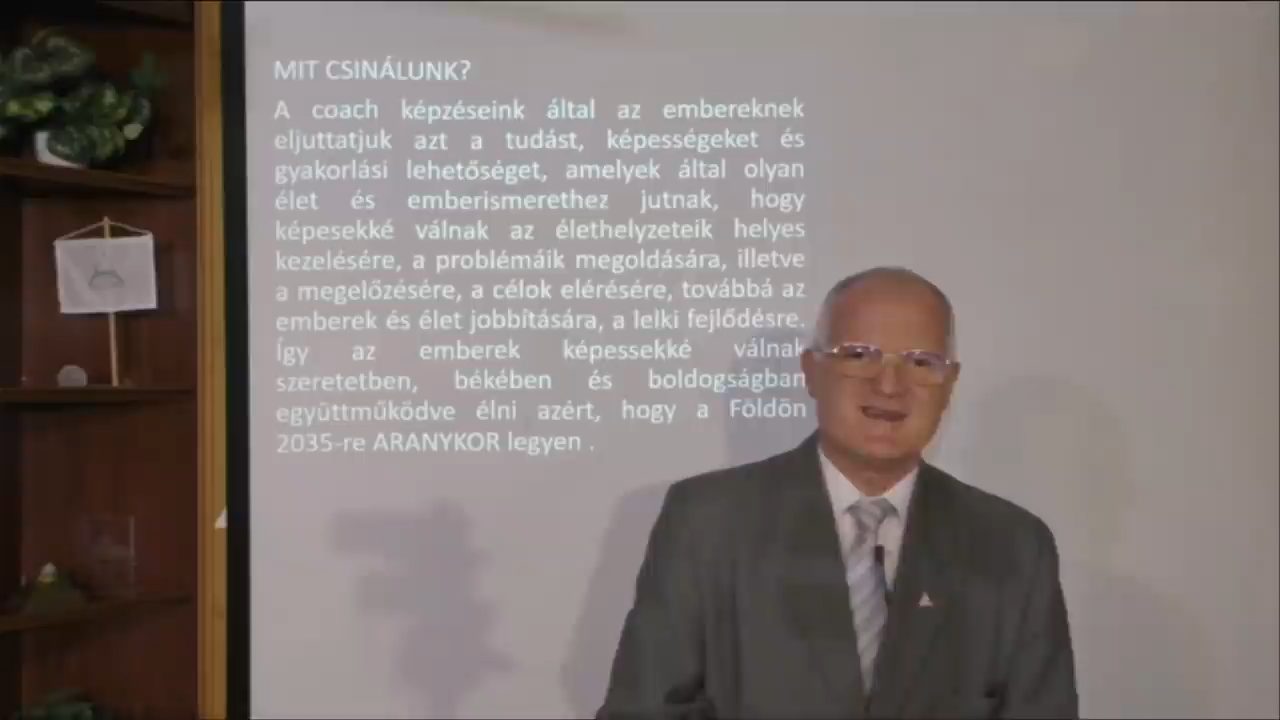 MIT CSINÁLUNK?
A coach képzéseink által az embereknek
eljuttatjuk azt a tudást, képességeket és
gyakorlási lehetőséget, amelyek által olyan
élet és emberismerethez jutnak, hogy
képesekké válnak az élethelyzeteik helyes
kezelésére, a problémáik megoldására, illetve
a megelőzésére, a célok elérésére, továbbá az
emberek és élet jobbítására, a lelki fejlődésre.
Így az emberek képessekké válnak
szeretetben, békében és boldogságban
együttműködve élni azért, hogy a Földön
2035-re ARANYKOR legyen .